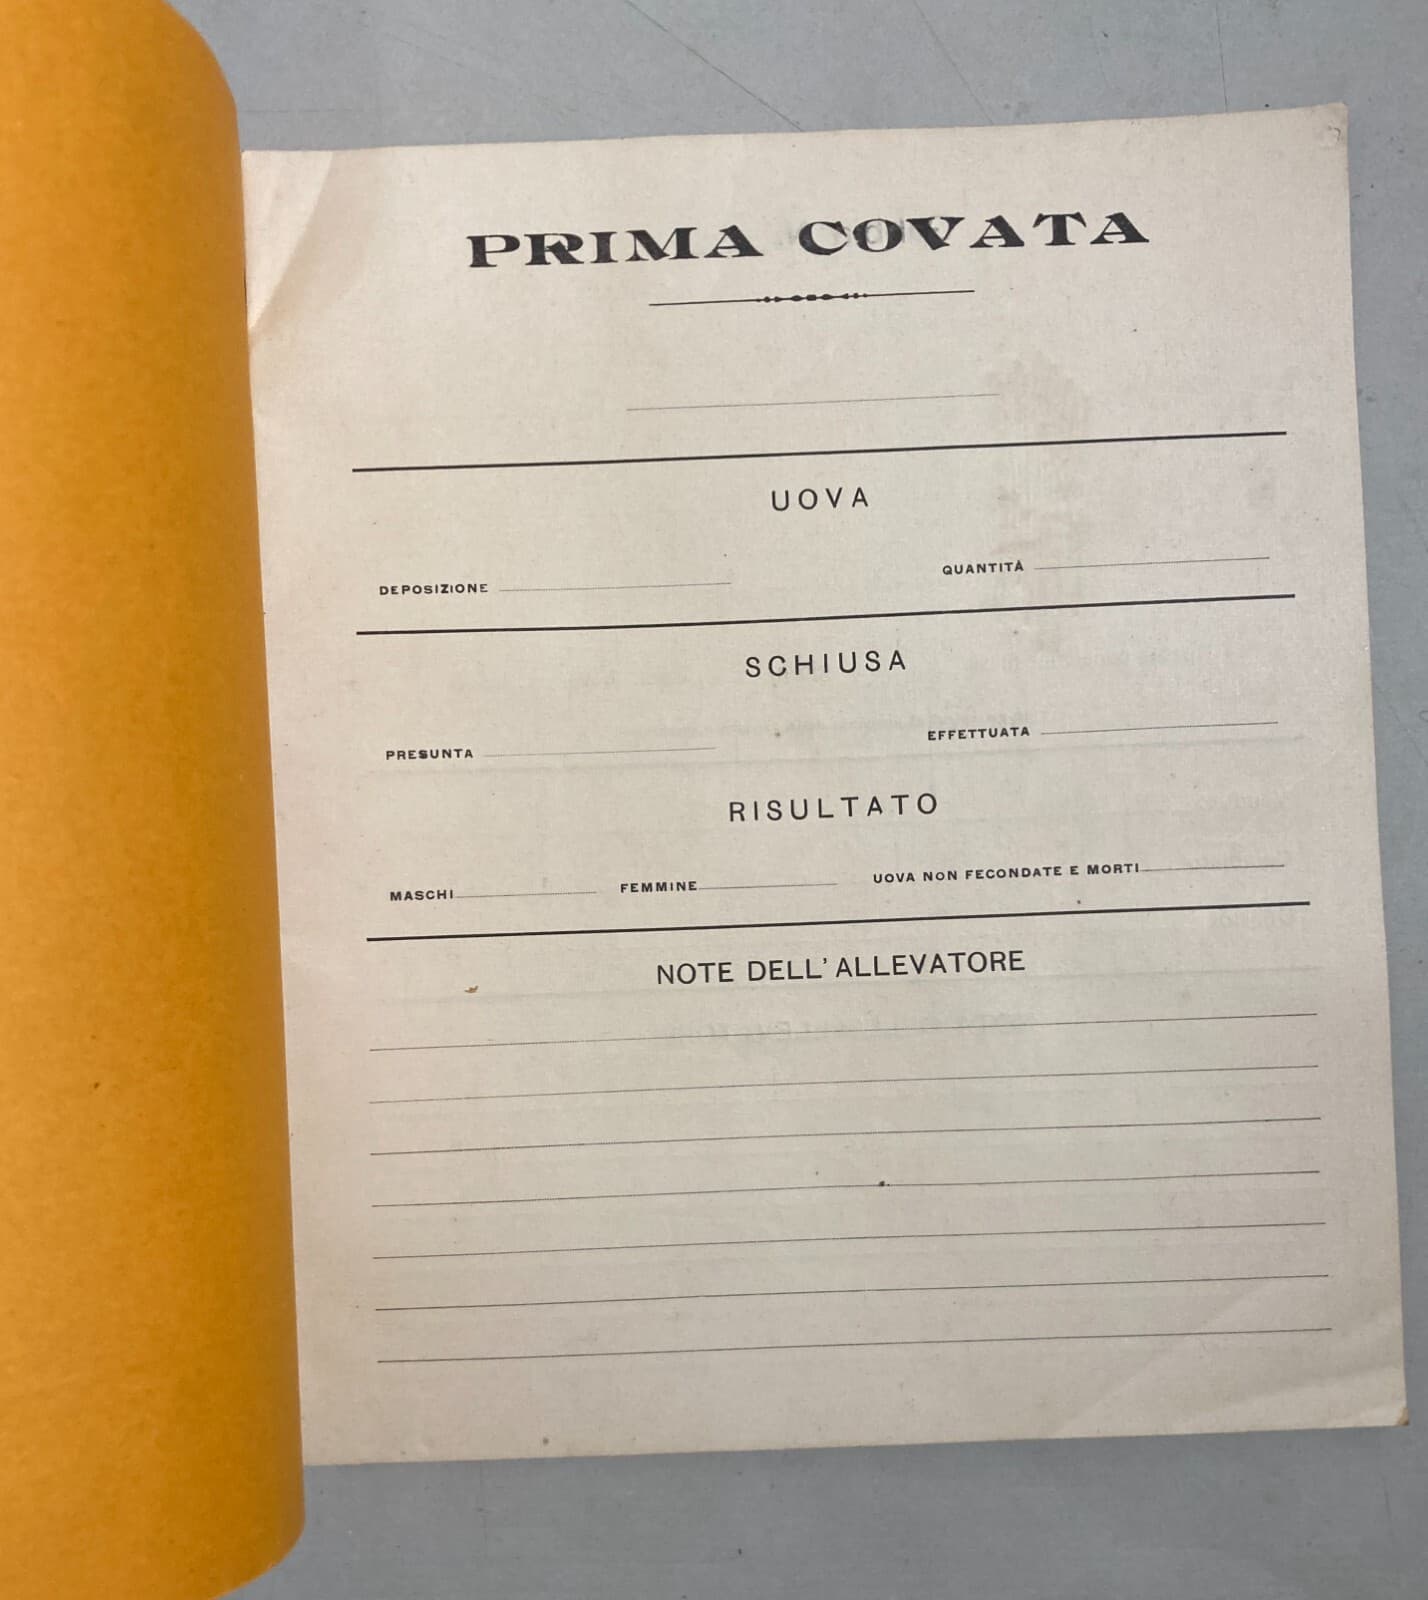 PRIMA COVATA
UOVA
DEPOSIZIONE
QUANTITÀ
SCHIUSA
PRESUNTA
EFFETTUATA
RISULTATO
MASCHI FEMMINE UOVA NON FECONDATE E MORTI
NOTE DELL' ALLEVATORE